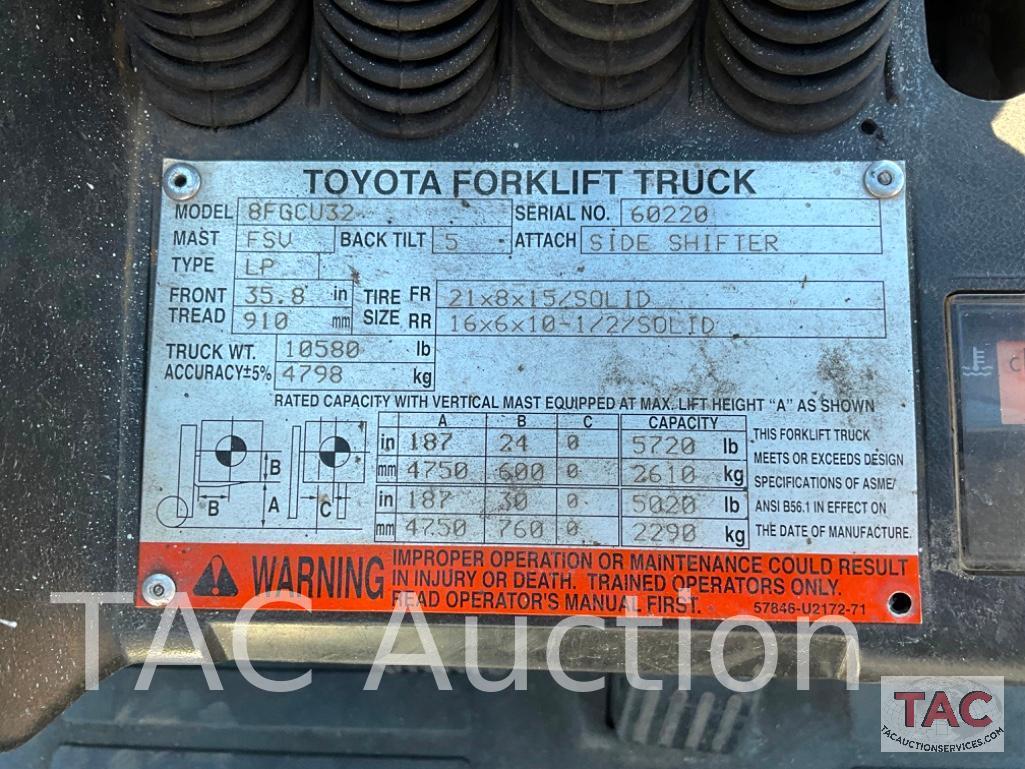 TOYOTA FORKLIFT TRUCK
MODEL 8FGCU32 SERIAL NO. 60220
MAST FSV BACK TILT 5 ATTACH SIDE SHIFTER
TYPE LP
FRONT TREAD 35.8 in 910 mm
TIRE SIZE FR 21x8x15/SOLID
RR 16x6x10-1/2/SOLID
TRUCK WT. 10580 lb
ACCURACY±5% 4798 kg
RATED CAPACITY WITH VERTICAL MAST EQUIPPED AT MAX. LIFT HEIGHT "A" AS SHOWN
A B C CAPACITY
in 187 24 0 5720 lb
mm 4750 600 0 2610 kg
in 187 30 0 5020 lb
mm 4750 760 0 2290 kg
B
B A C
THIS FORKLIFT TRUCK
MEETS OR EXCEEDS DESIGN
SPECIFICATIONS OF ASME/
ANSI B56.1 IN EFFECT ON
THE DATE OF MANUFACTURE.
WARNING
IMPROPER OPERATION OR MAINTENANCE COULD RESULT
IN INJURY OR DEATH. TRAINED OPERATORS ONLY.
READ OPERATOR'S MANUAL FIRST.
57846-U2172-71
TAC Auction
TAC
TACAUCTIONSERVICES.COM